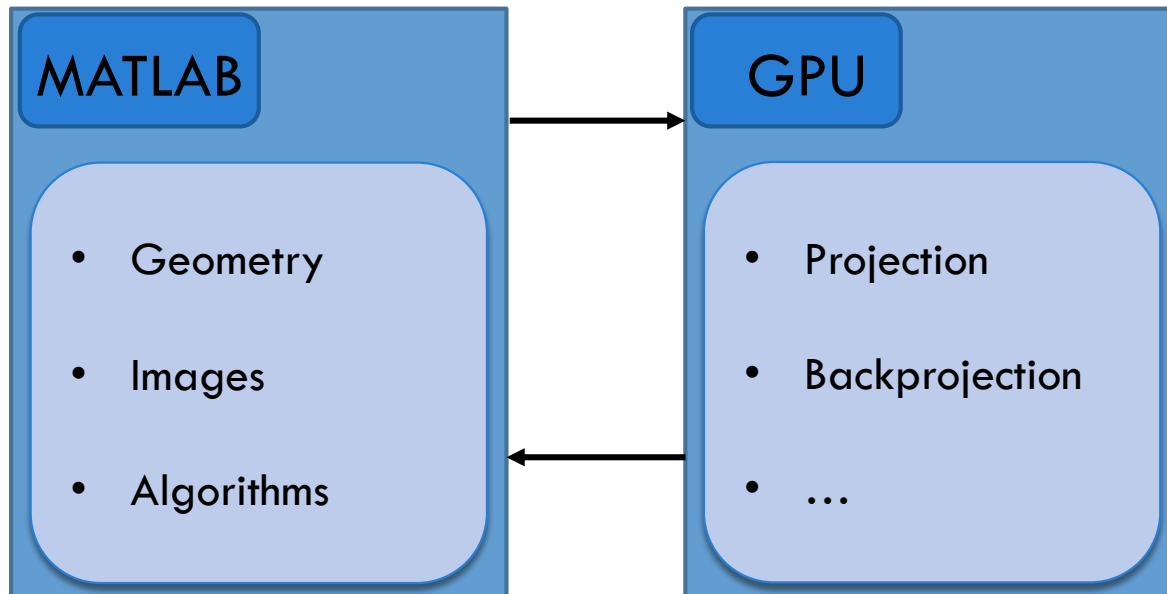 MATLAB
• Geometry
• Images
• Algorithms
GPU
• Projection
• Backprojection
• …